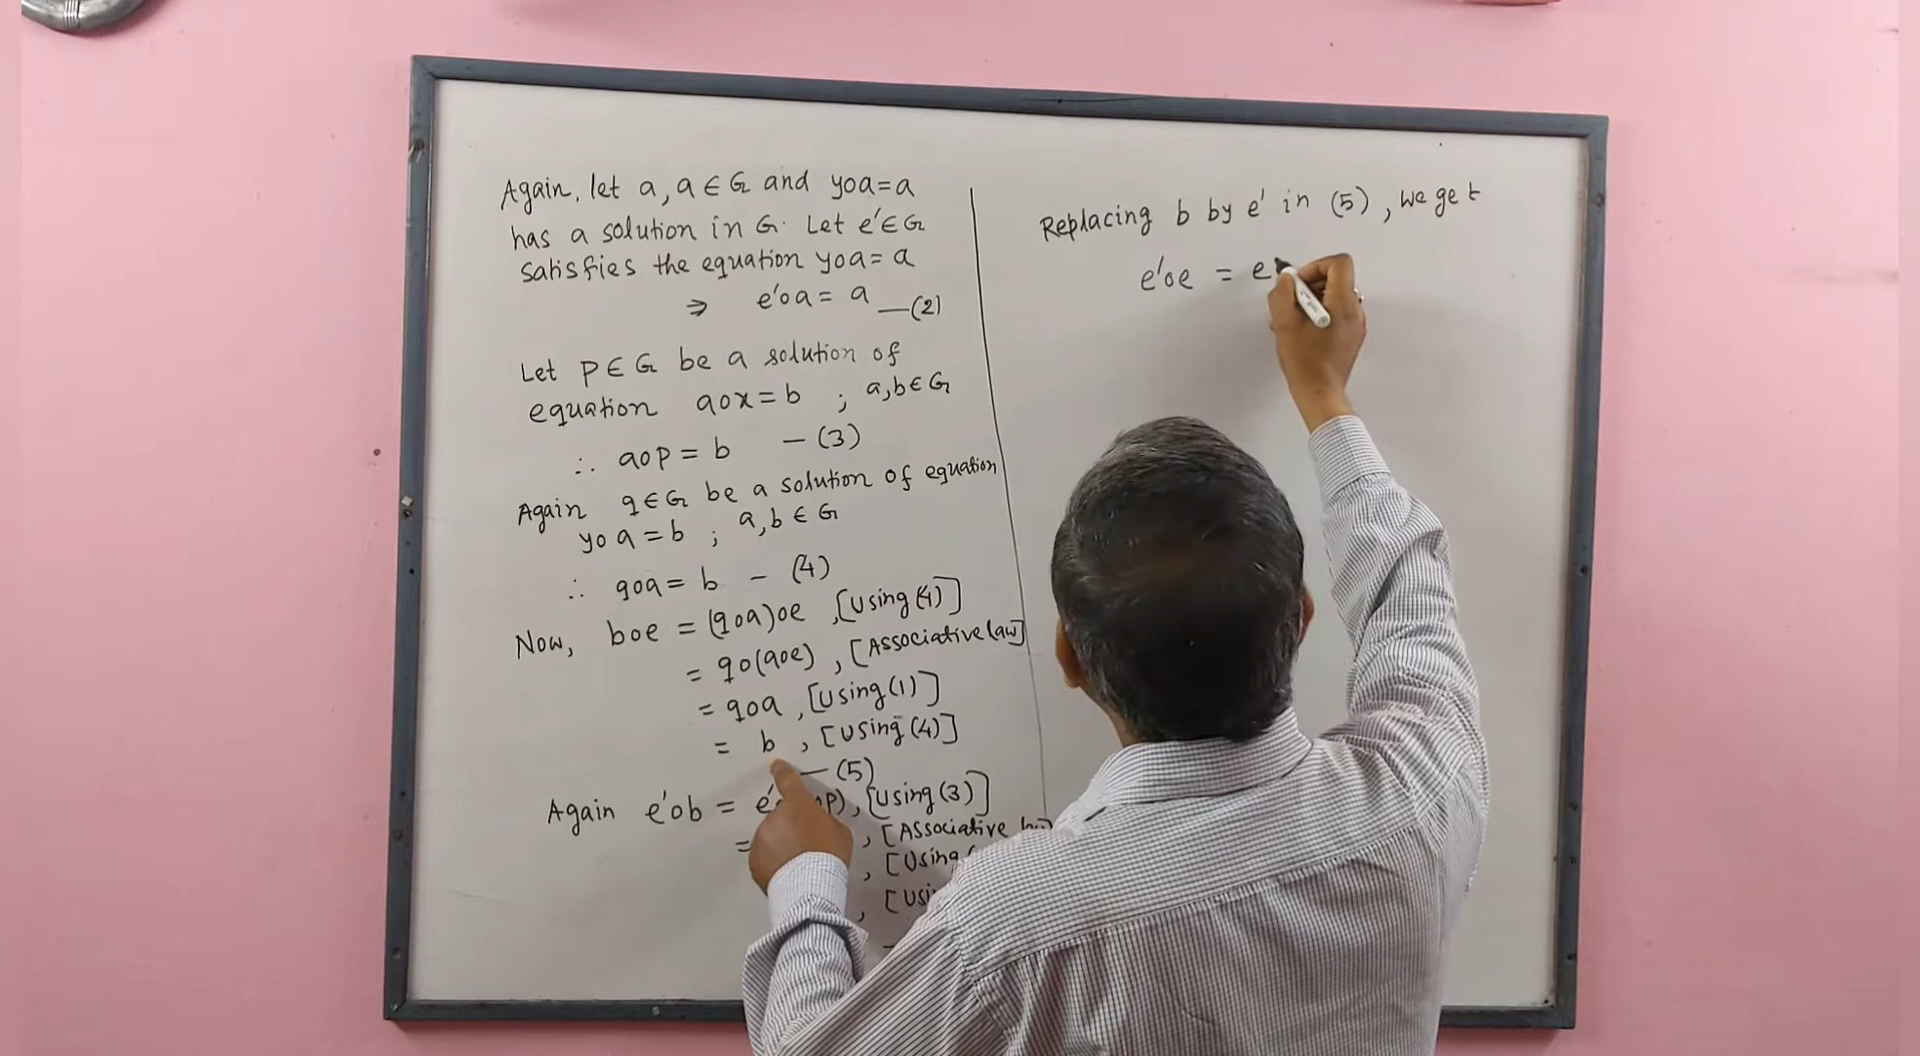 Again, let a, a ∈ G and yoa = a
has a solution in G. Let e' ∈ G
satisfies the equation yoa = a
⇒ e'oa = a —(2)
Let p ∈ G be a solution of
equation aox = b ; a,b ∈ G
∴ aop = b —(3)
Again q ∈ G be a solution of equation
yoa = b ; a,b ∈ G
∴ qoa = b - (4)
Now, boe = (qoa)oe , [Using (4)]
= qo(aoe) , [Associative law]
= qoa , [Using (1)]
= b , [Using (4)]
—(5)
Again e'ob = , [Using (3)]
= , [Associative
, [Using
,
Replacing b by e' in (5), we get
e'oe = e